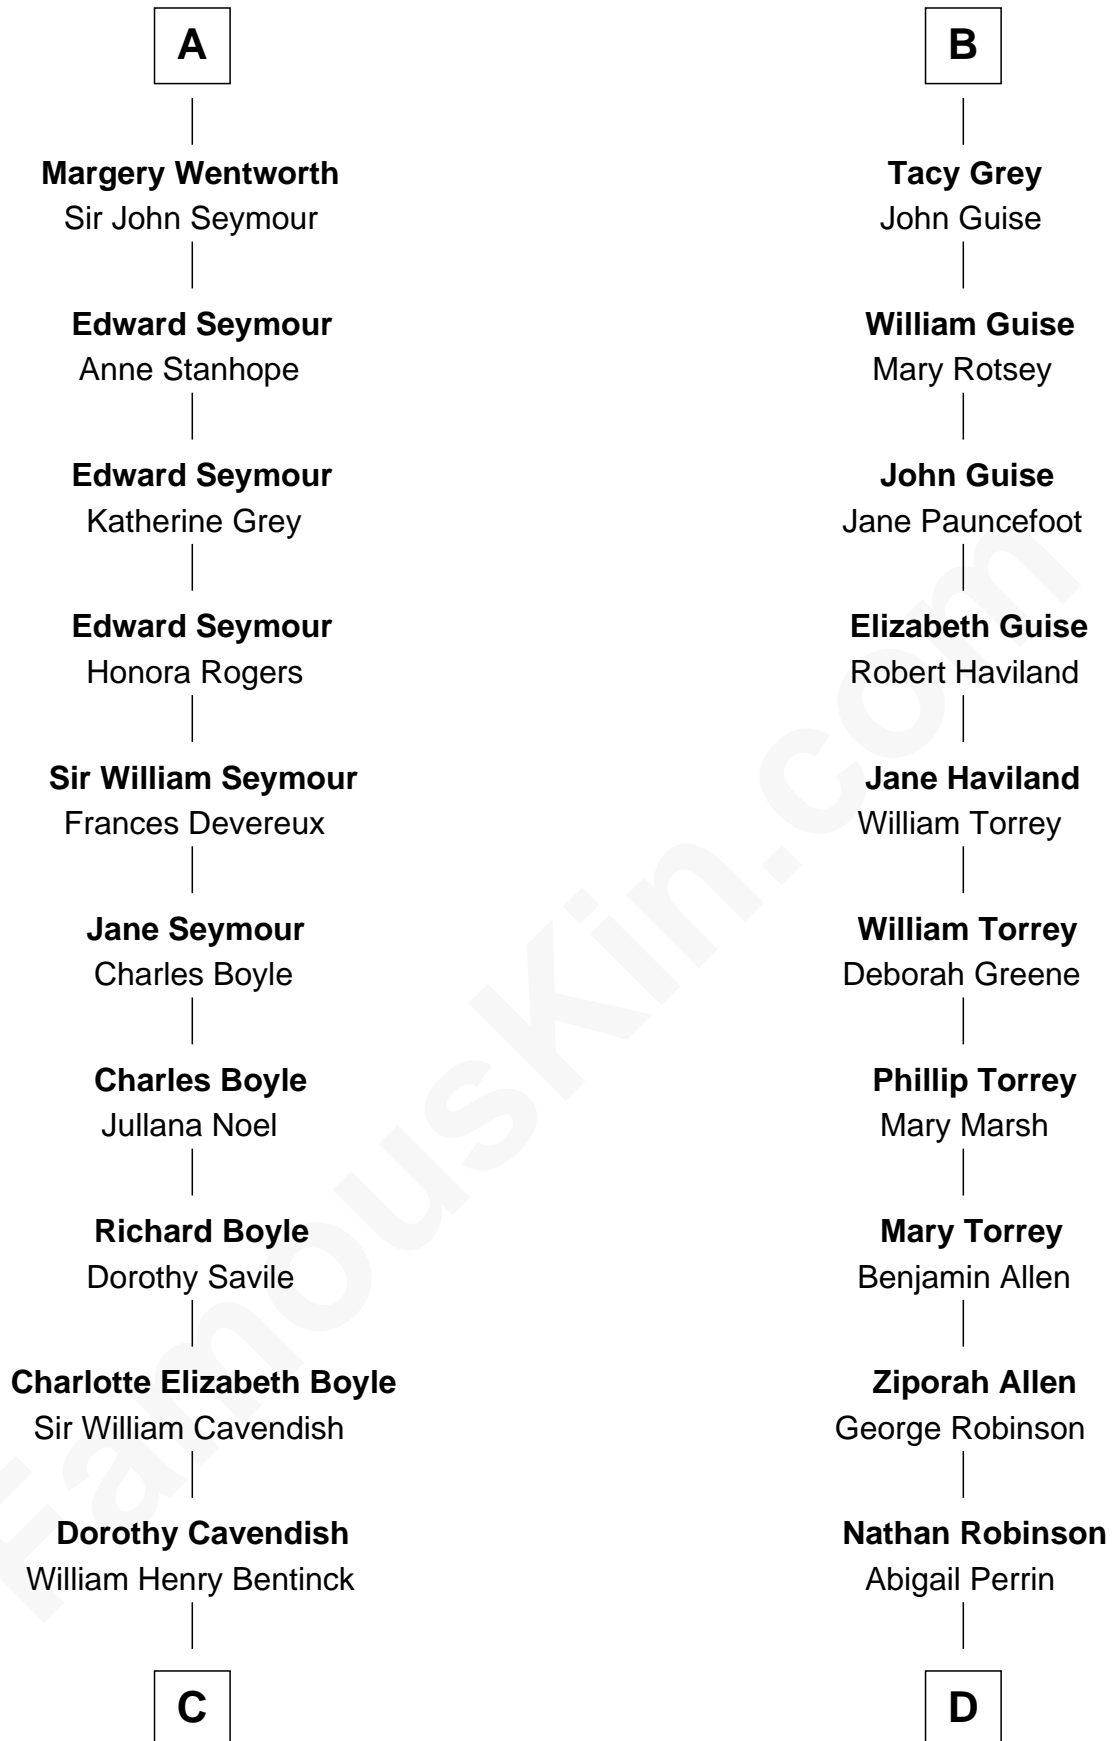 A
Margery Wentworth
Sir John Seymour
Edward Seymour
Anne Stanhope
Edward Seymour
Katherine Grey
Edward Seymour
Honora Rogers
Sir William Seymour
Frances Devereux
Jane Seymour
Charles Boyle
Charles Boyle
Jullana Noel
Richard Boyle
Dorothy Savile
Charlotte Elizabeth Boyle
Sir William Cavendish
Dorothy Cavendish
William Henry Bentinck
C
B
Tacy Grey
John Guise
William Guise
Mary Rotsey
John Guise
Jane Pauncefoot
Elizabeth Guise
Robert Haviland
Jane Haviland
William Torrey
William Torrey
Deborah Greene
Phillip Torrey
Mary Marsh
Mary Torrey
Benjamin Allen
Ziporah Allen
George Robinson
Nathan Robinson
Abigail Perrin
D
FamousKin.com